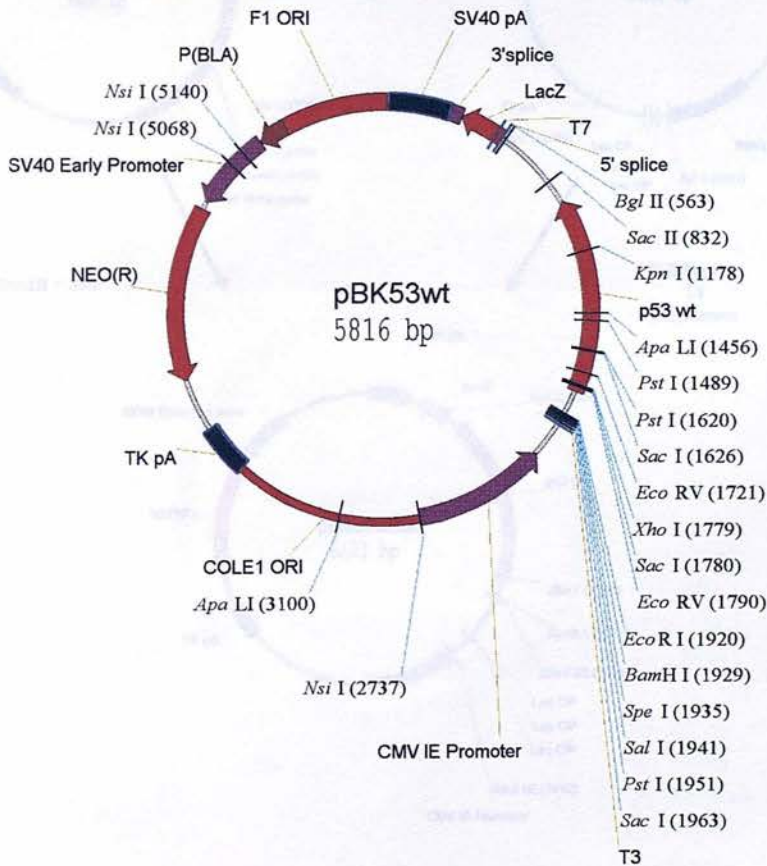 F1 ORI
SV40 pA
P(BLA)
3'splice
Nsi I (5140)
LacZ
Nsi I (5068)
T7
SV40 Early Promoter
5' splice
Bgl II (563)
Sac II (832)
NEO(R)
Kpn I (1178)
pBK53wt
5816 bp
p53 wt
Apa LI (1456)
Pst I (1489)
Pst I (1620)
Sac I (1626)
TK pA
Eco RV (1721)
Xho I (1779)
COLE1 ORI
Sac I (1780)
Apa LI (3100)
Eco RV (1790)
EcoR I (1920)
Nsi I (2737)
BamH I (1929)
Spe I (1935)
CMV IE Promoter
Sal I (1941)
Pst I (1951)
Sac I (1963)
T3